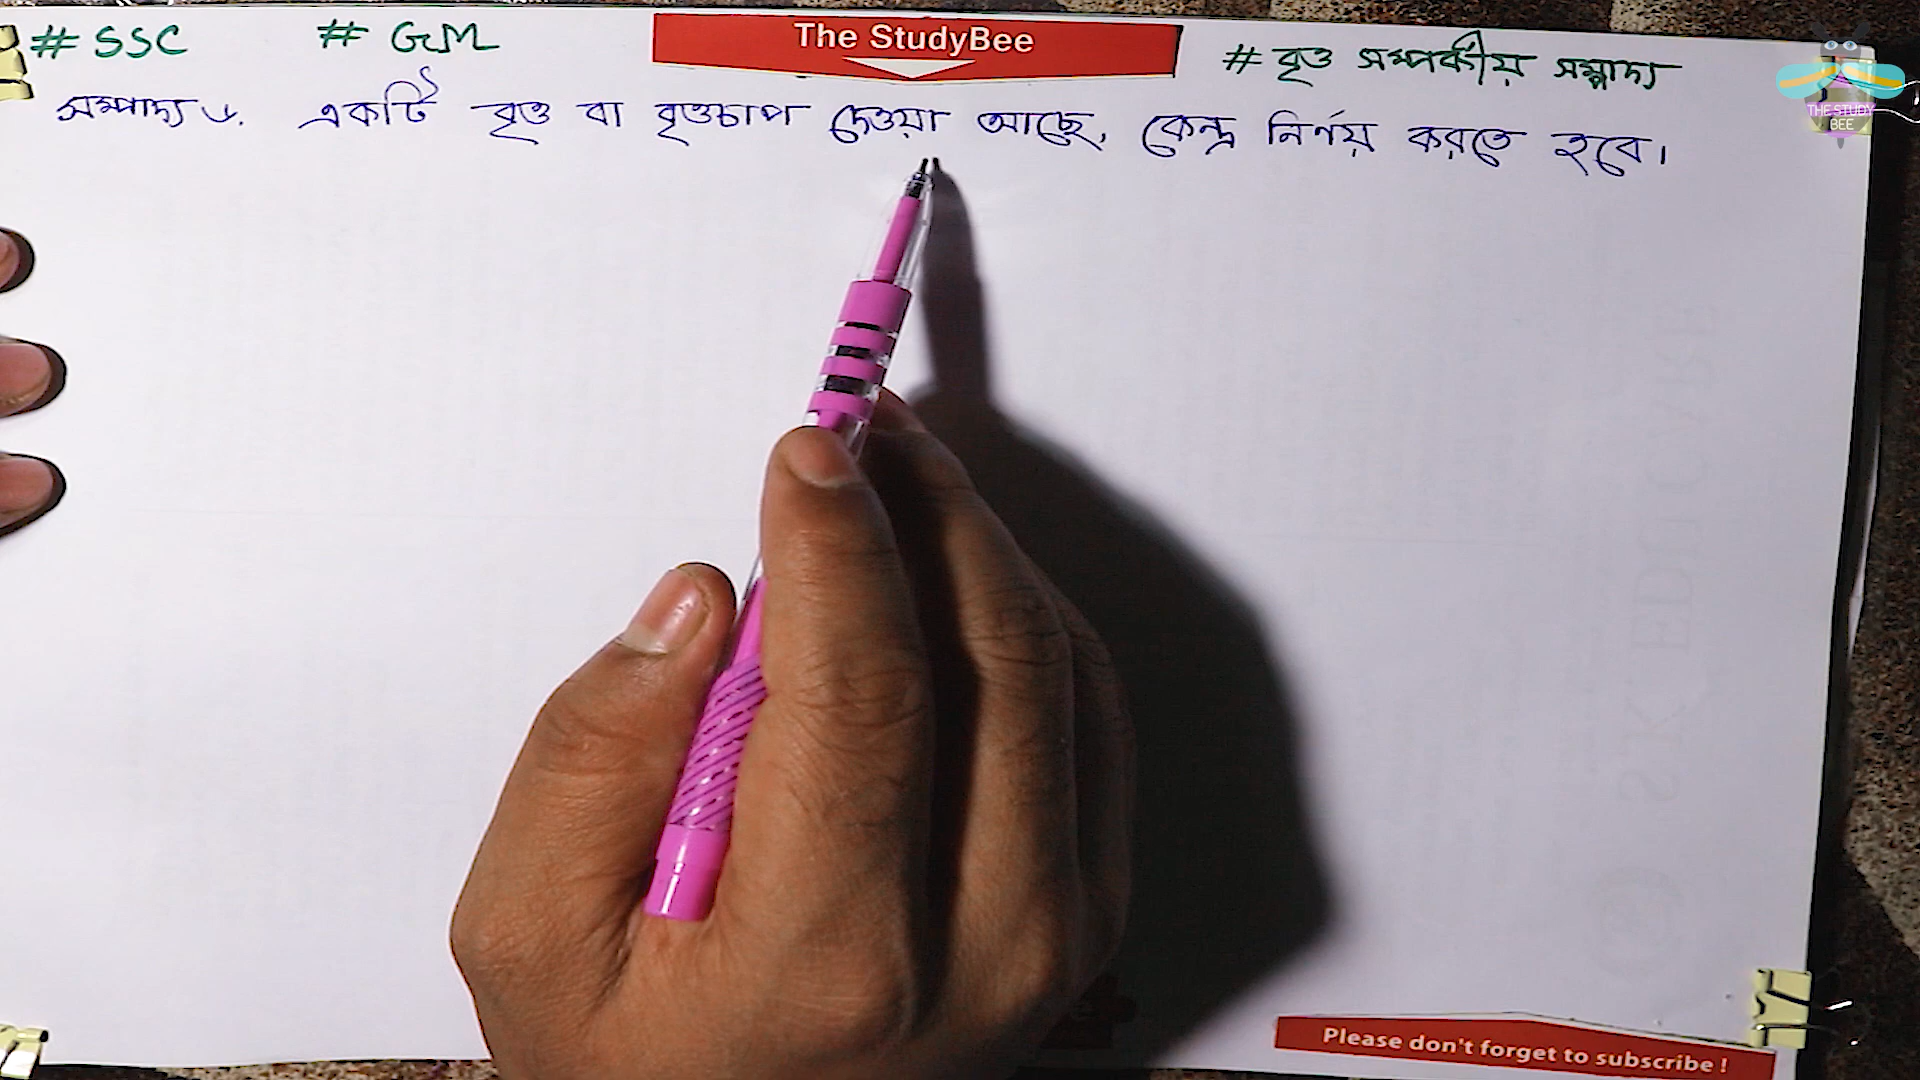 # SSC # GM The StudyBee # বৃত্ত সম্পর্কীয় সম্পাদ্য
সম্পাদ্য ৬. একটি বৃত্ত বা বৃত্তচাপ দেওয়া আছে, কেন্দ্র নির্ণয় করতে হবে।
THE STUDY
BEE
Please don't forget to subscribe !